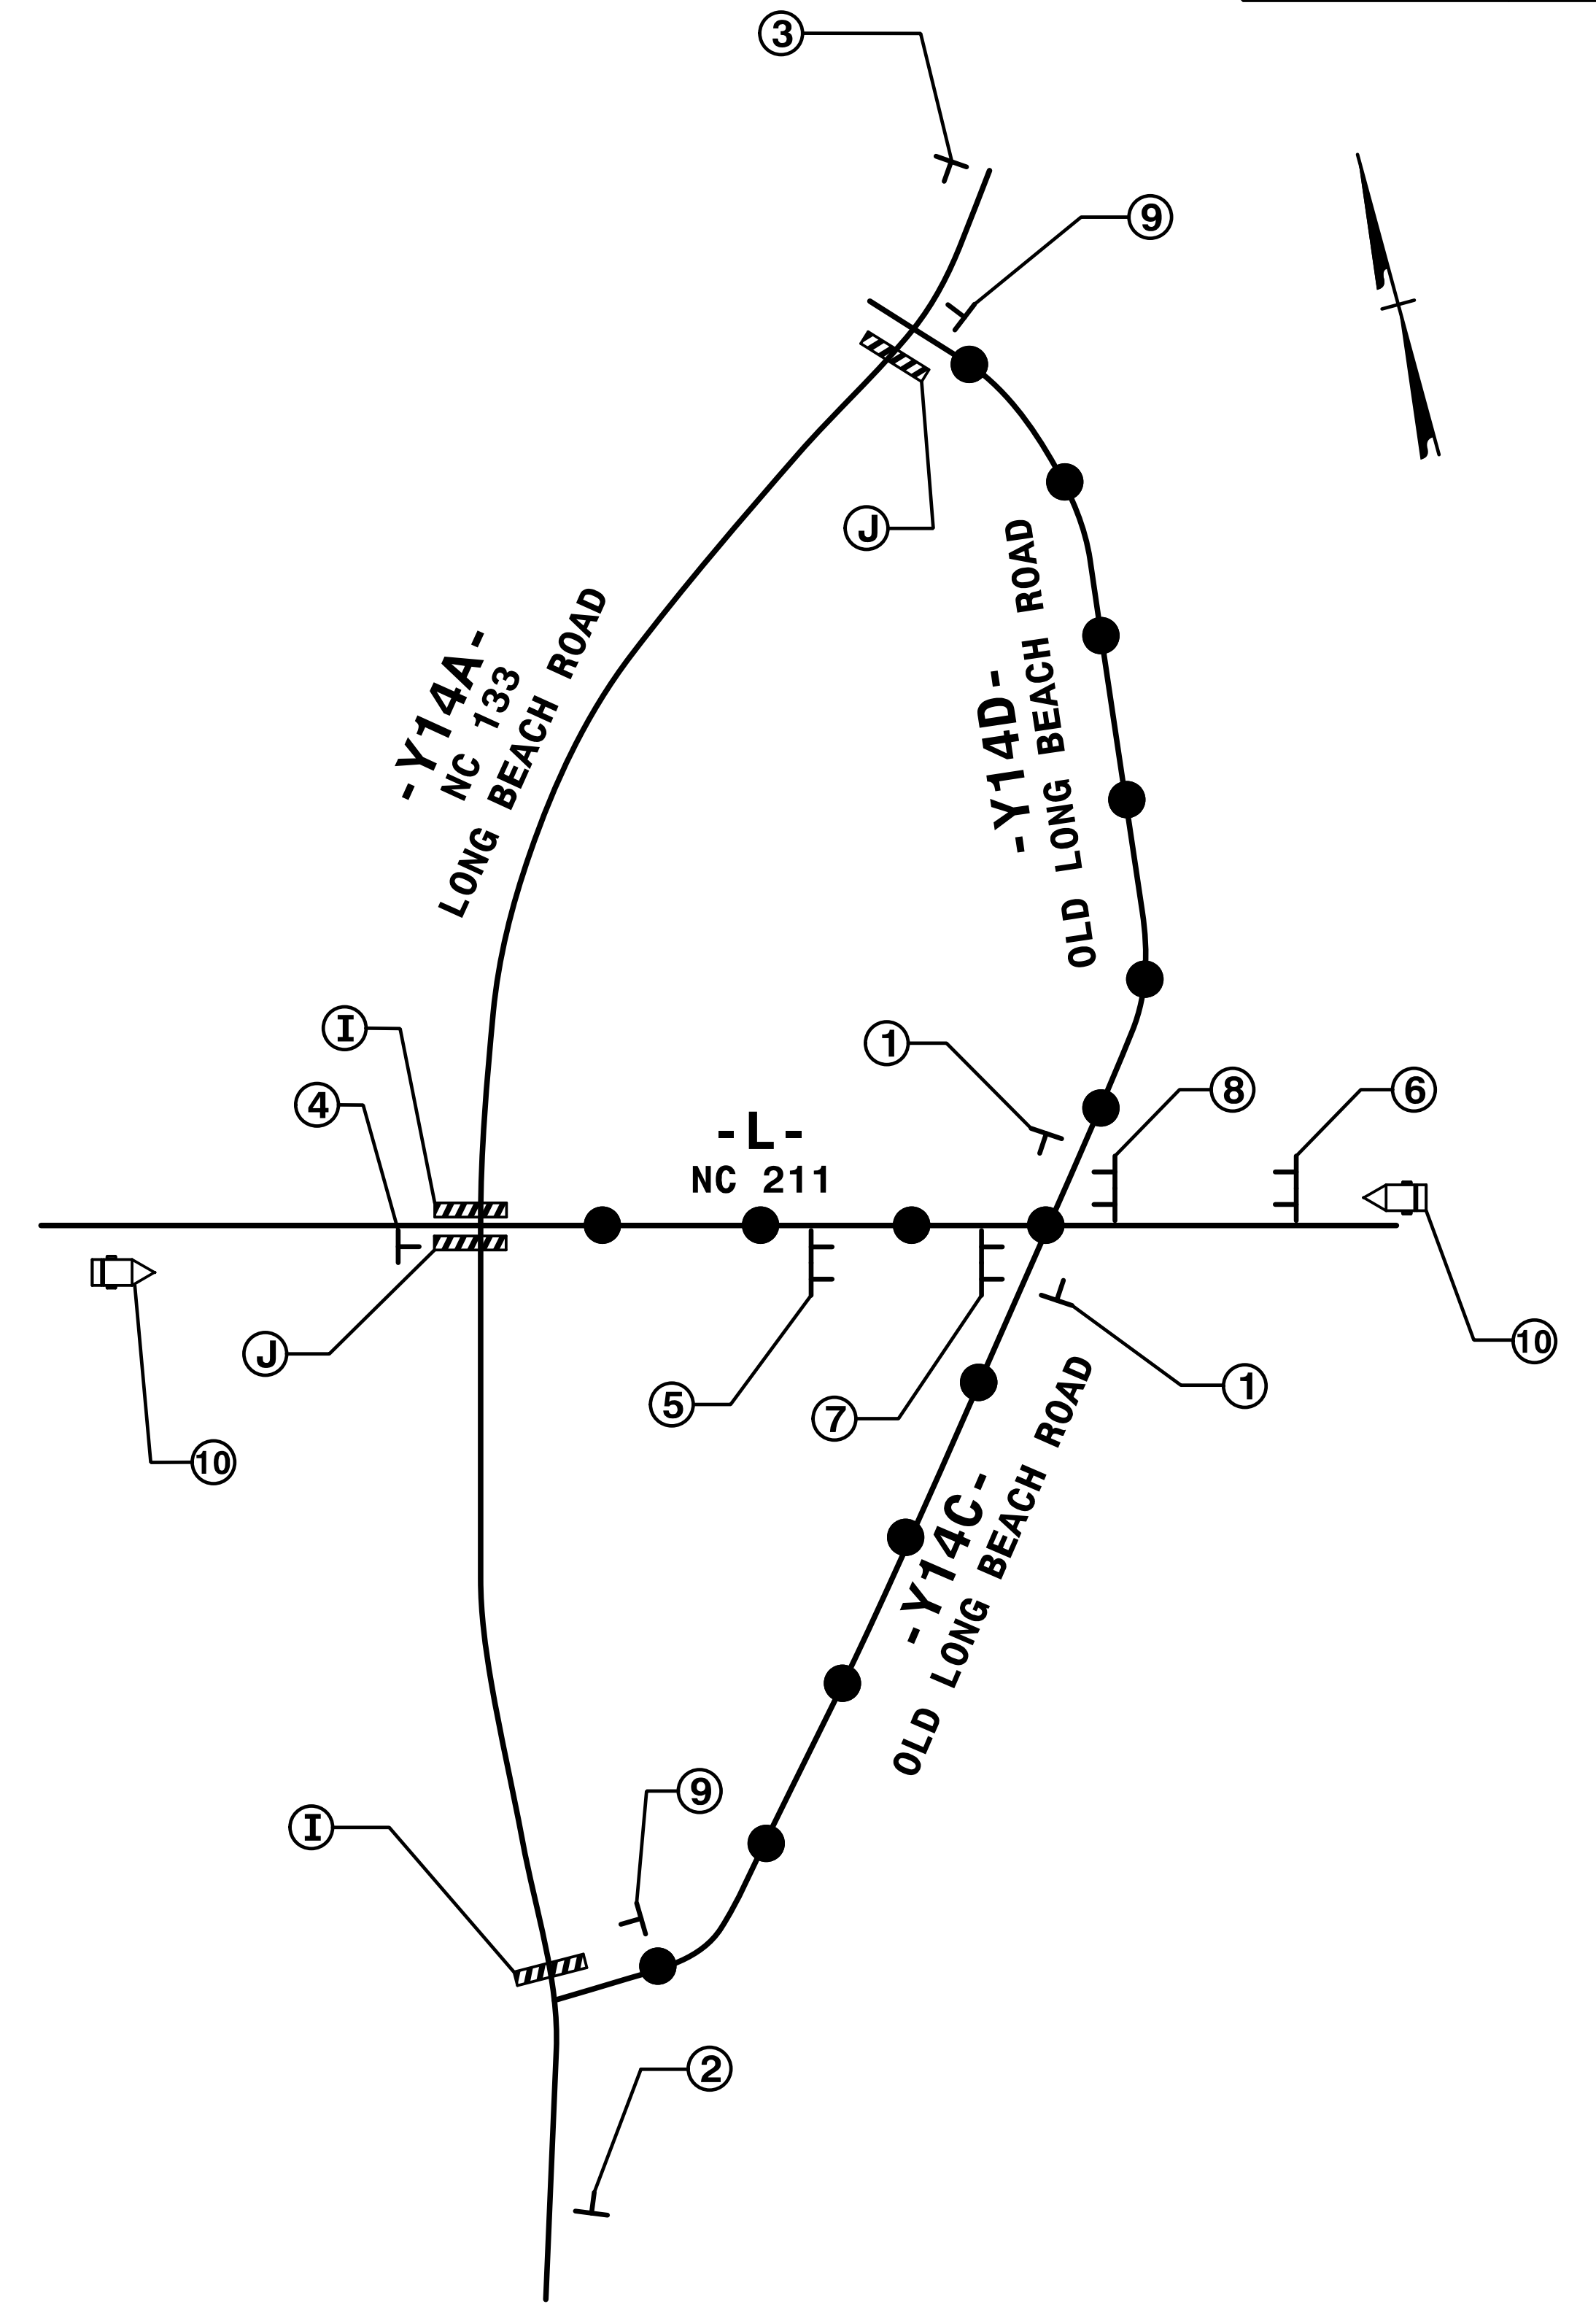 3
9
J
-Y14A-
NC 133
LONG BEACH ROAD
-Y14D-
OLD LONG BEACH ROAD
I
1
4
8
6
-L-
NC 211
J
10
5
7
1
10
-Y14C-
OLD LONG BEACH ROAD
9
I
2